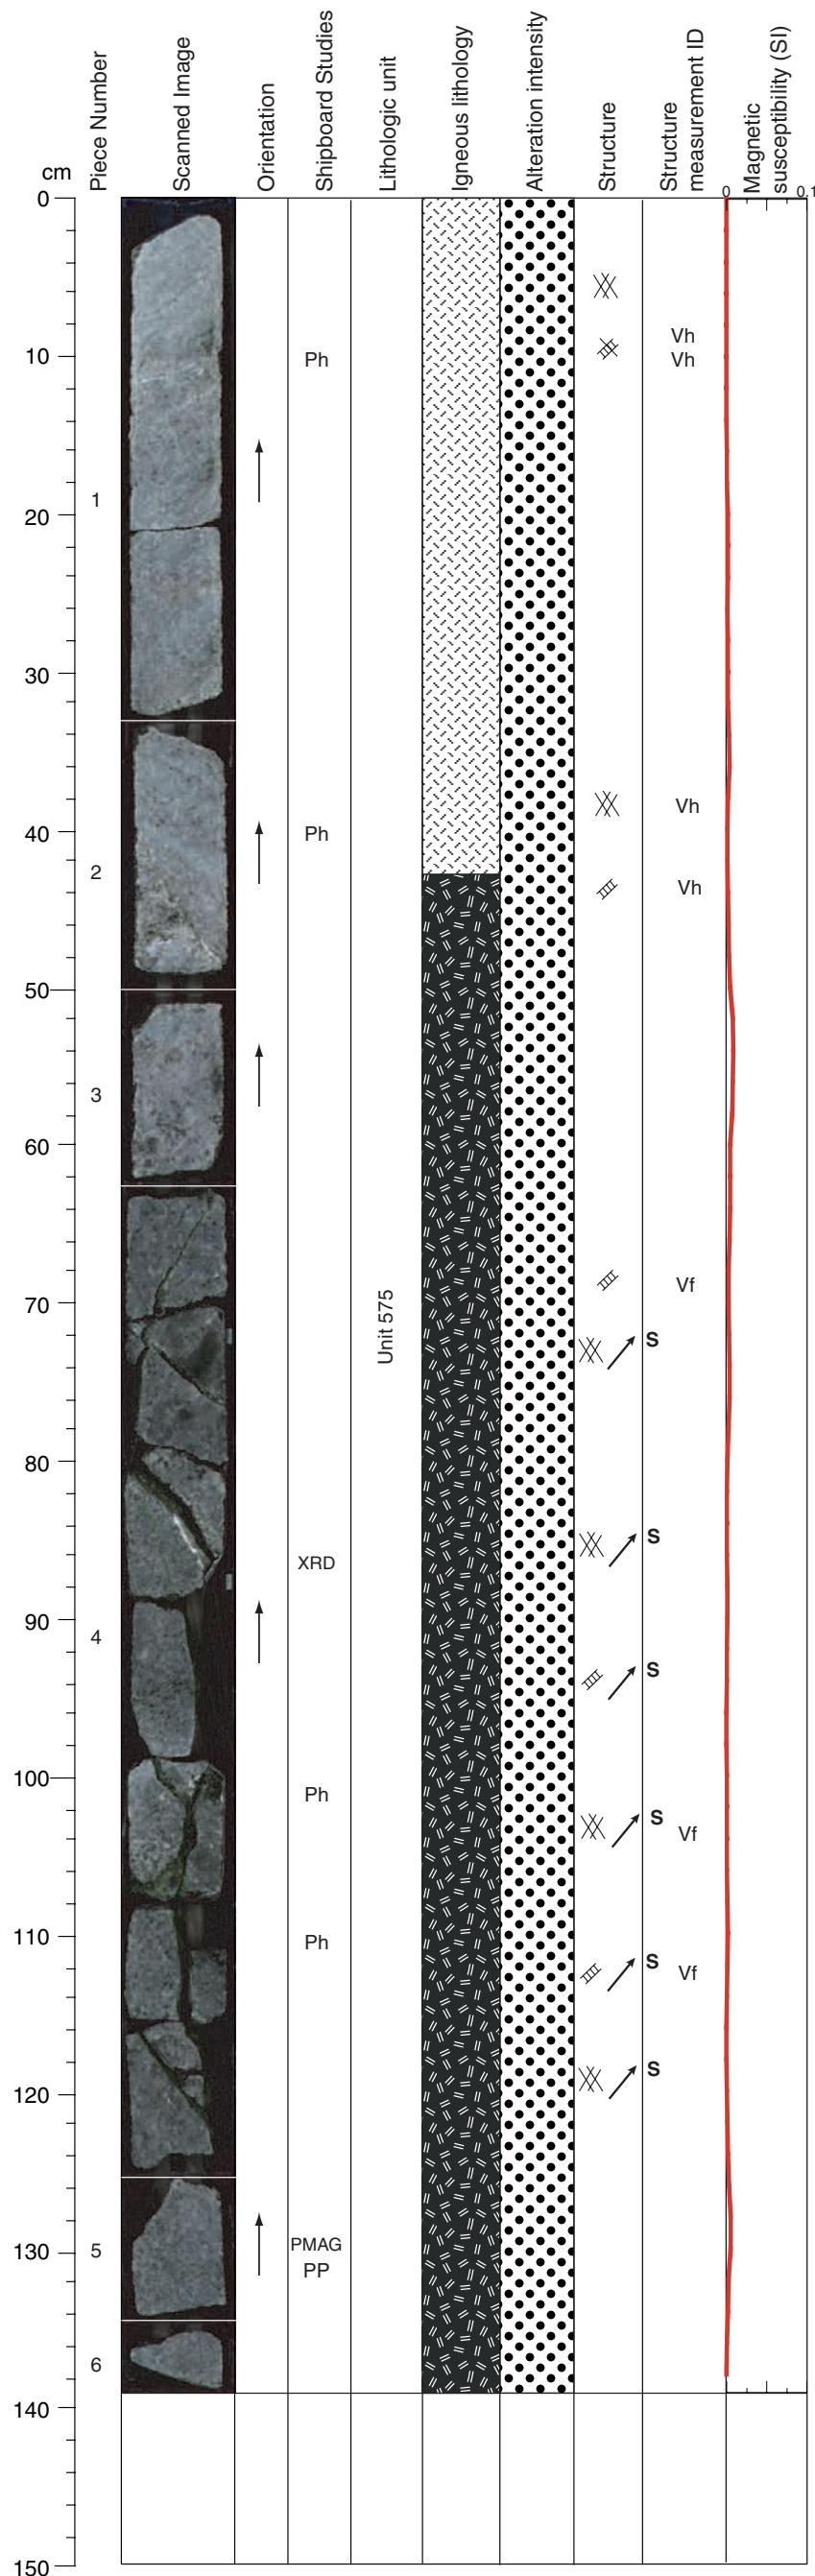 cm
Piece Number
Scanned Image
Orientation
Shipboard Studies
Lithologic unit
Igneous lithology
Alteration intensity
Structure
Structure
measurement ID
Magnetic
susceptibility (SI)
0 0.1
0
Vh
10 Ph Vh
1
20
30
Vh
40 Ph
2
Vh
50
3
60
Vf
70
Unit 575
S
80
S
XRD
90
4
S
100
Ph
S
Vf
110 Ph
S
Vf
S
120
PMAG
5
130
PP
6
140
150